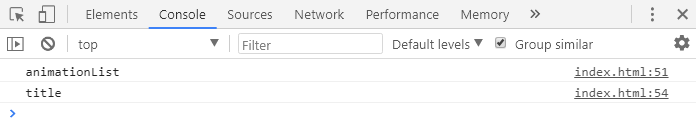 Elements Console Sources Network Performance Memory »
top ▼ Filter Default levels ▼ Group similar
animationList index.html:51
title index.html:54
>